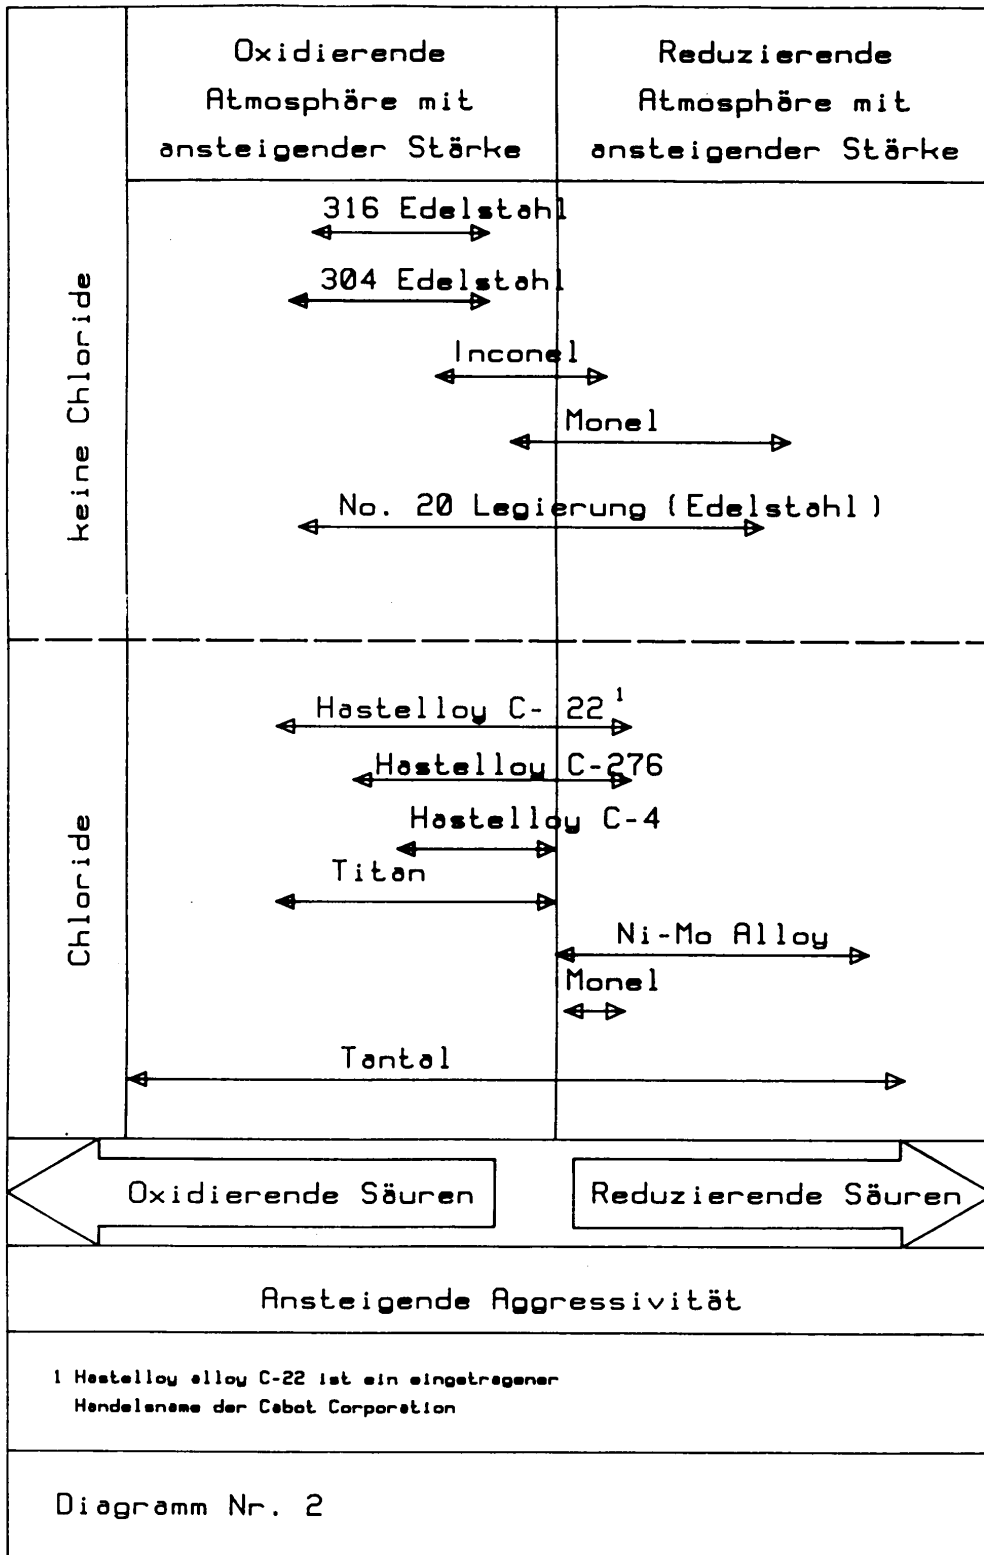 Oxidierende
Atmosphäre mit
ansteigender Stärke
Reduzierende
Atmosphäre mit
ansteigender Stärke
keine Chloride
316 Edelstahl
304 Edelstahl
Inconel
Monel
No. 20 Legierung (Edelstahl)
Chloride
Hastelloy C- 22 1
Hastelloy C-276
Hastelloy C-4
Titan
Ni-Mo Alloy
Monel
Tantal
Oxidierende Säuren
Reduzierende Säuren
Ansteigende Aggressivität
1 Hastelloy alloy C-22 ist ein eingetragener
Handelsname der Cabot Corporation
Diagramm Nr. 2